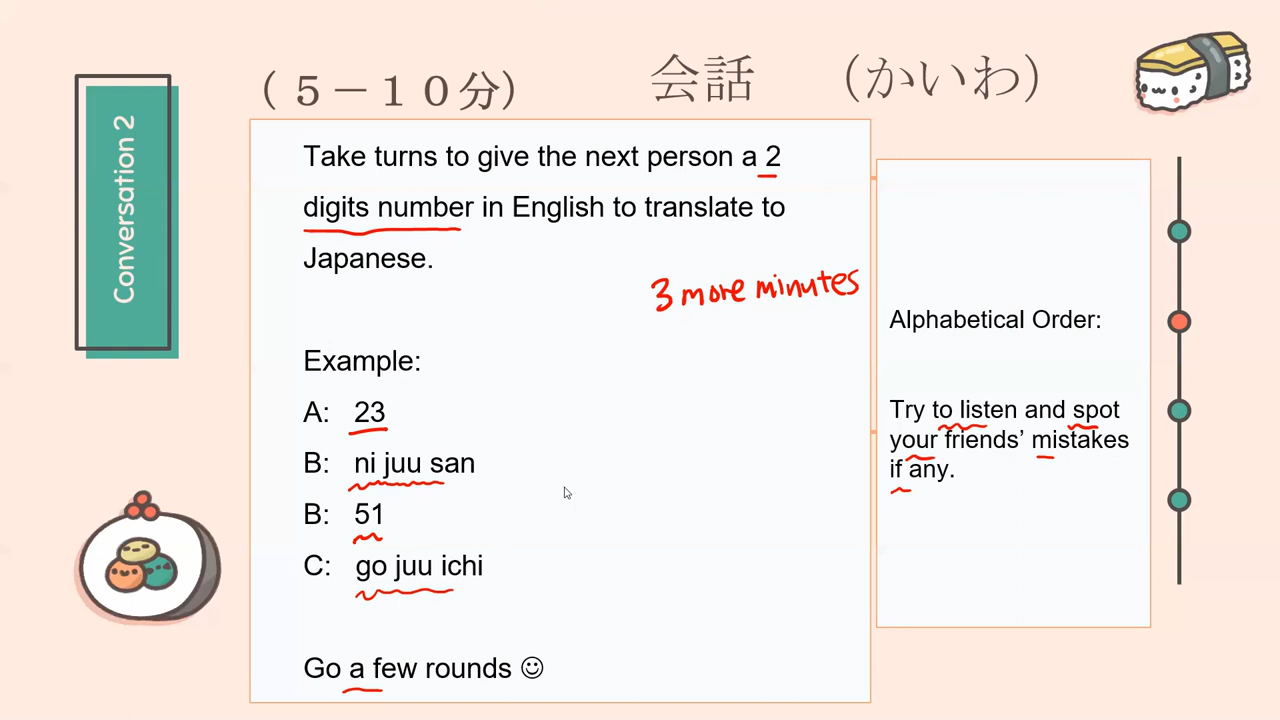 Conversation 2
（５－１０分）
会話 （かいわ）
Take turns to give the next person a 2
digits number in English to translate to
Japanese.
3 more minutes
Example:
A: 23
B: ni juu san
B: 51
C: go juu ichi
Go a few rounds ☺
Alphabetical Order:
Try to listen and spot
your friends’ mistakes
if any.